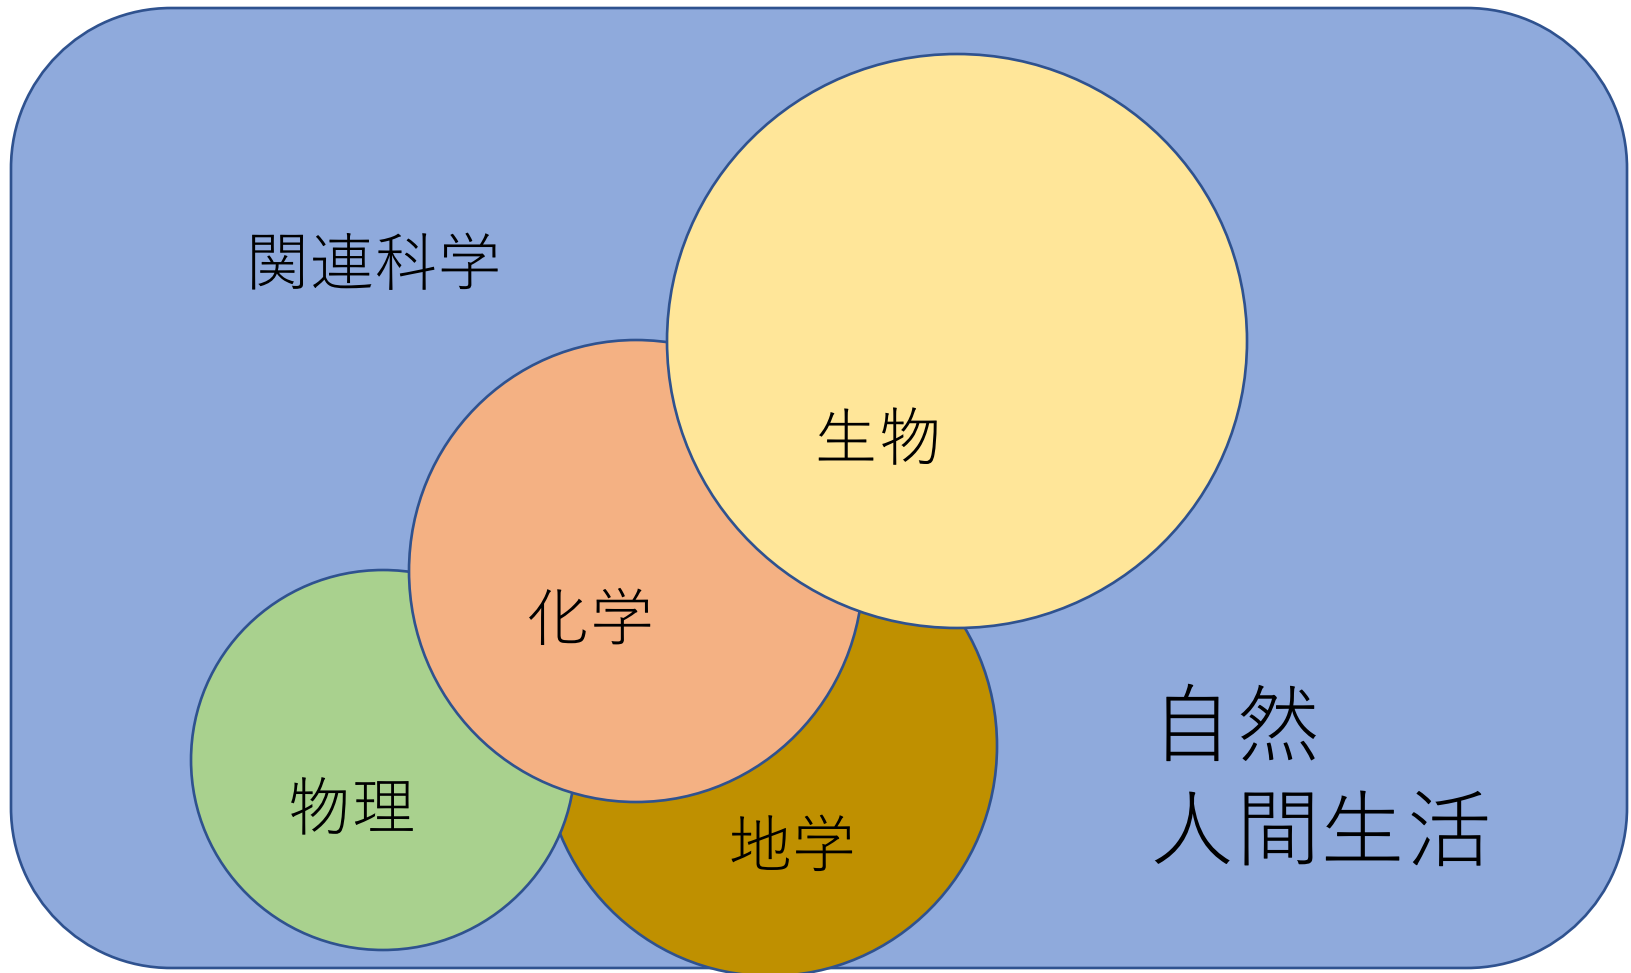 関連科学
生物
化学
物理
地学
自然
人間生活